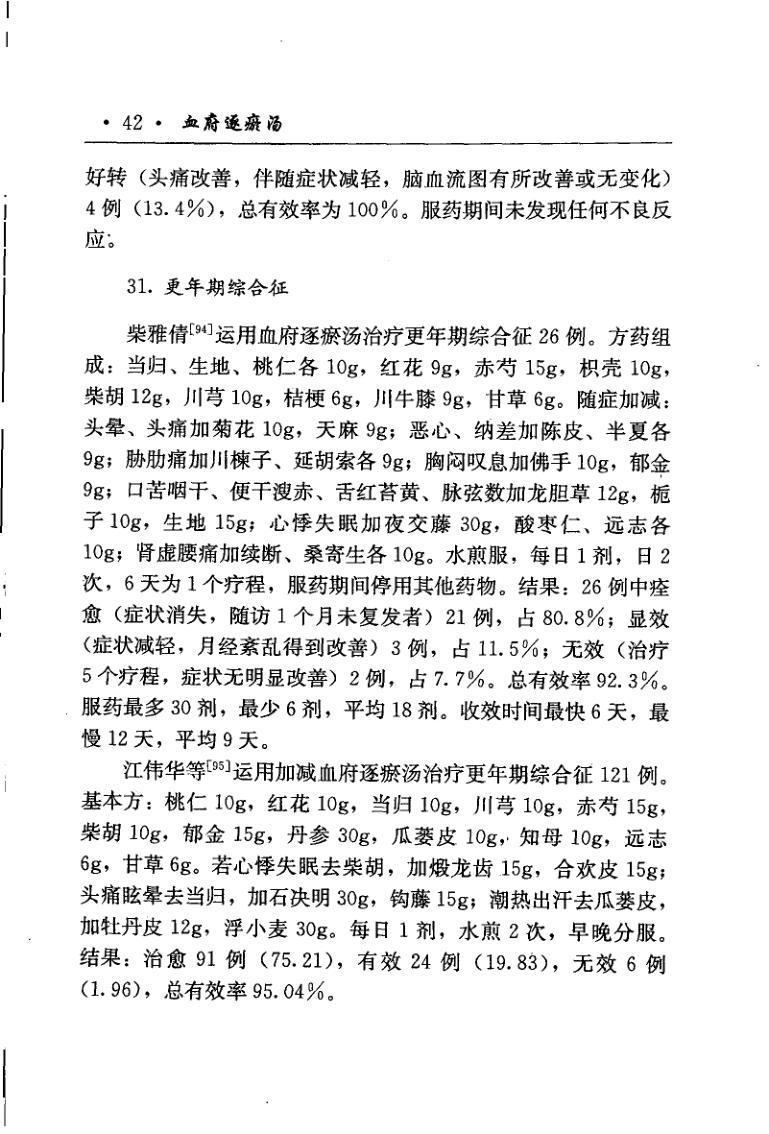 · 42 · 血府逐瘀汤
好转（头痛改善，伴随症状减轻，脑血流图有所改善或无变化）
4 例（13.4%），总有效率为 100%。服药期间未发现任何不良反
应。
31. 更年期综合征
柴雅倩[94]运用血府逐瘀汤治疗更年期综合征 26 例。方药组
成：当归、生地、桃仁各 10g，红花 9g，赤芍 15g，枳壳 10g，
柴胡 12g，川芎 10g，桔梗 6g，川牛膝 9g，甘草 6g。随症加减：
头晕、头痛加菊花 10g，天麻 9g；恶心、纳差加陈皮、半夏各
9g；胁肋痛加川楝子、延胡索各 9g；胸闷叹息加佛手 10g，郁金
9g；口苦咽干、便干溲赤、舌红苔黄、脉弦数加龙胆草 12g，栀
子 10g，生地 15g；心悸失眠加夜交藤 30g，酸枣仁、远志各
10g；肾虚腰痛加续断、桑寄生各 10g。水煎服，每日 1 剂，日 2
次，6 天为 1 个疗程，服药期间停用其他药物。结果：26 例中痊
愈（症状消失，随访 1 个月未复发者）21 例，占 80.8%；显效
（症状减轻，月经紊乱得到改善）3 例，占 11.5%；无效（治疗
5 个疗程，症状无明显改善）2 例，占 7.7%。总有效率 92.3%。
服药最多 30 剂，最少 6 剂，平均 18 剂。收效时间最快 6 天，最
慢 12 天，平均 9 天。
江伟华等[95]运用加减血府逐瘀汤治疗更年期综合征 121 例。
基本方：桃仁 10g，红花 10g，当归 10g，川芎 10g，赤芍 15g，
柴胡 10g，郁金 15g，丹参 30g，瓜蒌皮 10g，知母 10g，远志
6g，甘草 6g。若心悸失眠去柴胡，加煅龙齿 15g，合欢皮 15g；
头痛眩晕去当归，加石决明 30g，钩藤 15g；潮热出汗去瓜蒌皮，
加牡丹皮 12g，浮小麦 30g。每日 1 剂，水煎 2 次，早晚分服。
结果：治愈 91 例（75.21），有效 24 例（19.83），无效 6 例
（1.96），总有效率 95.04%。